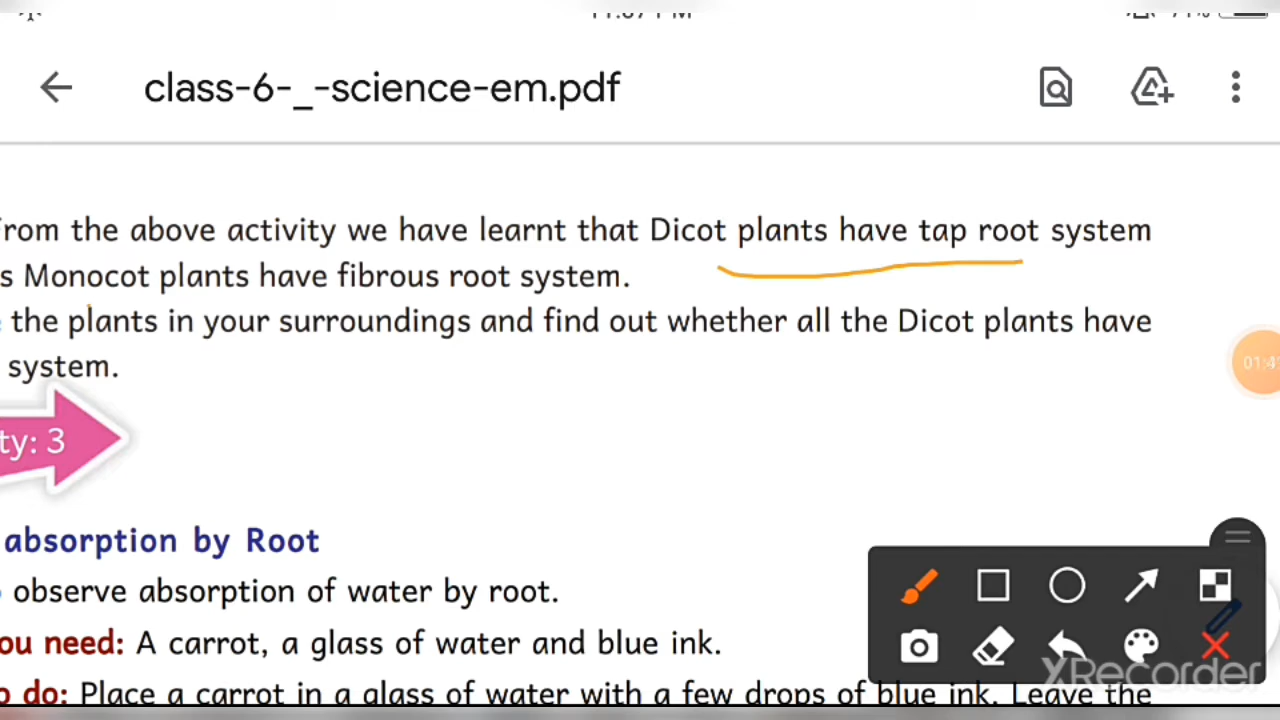 class-6-_-science-em.pdf
From the above activity we have learnt that Dicot plants have tap root system
s Monocot plants have fibrous root system.
the plants in your surroundings and find out whether all the Dicot plants have
system.
ty: 3
absorption by Root
observe absorption of water by root.
ou need: A carrot, a glass of water and blue ink.
o do: Place a carrot in a glass of water with a few drops of blue ink. Leave the
XRecorder